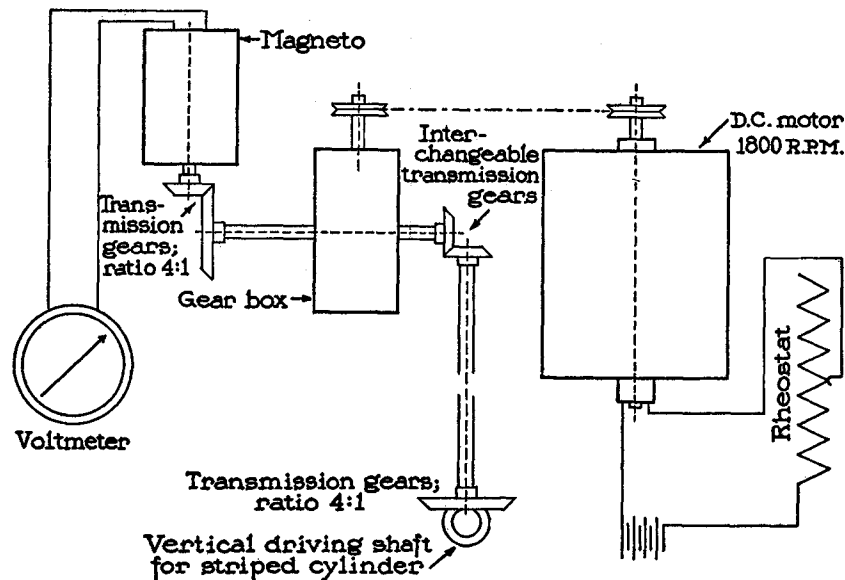 Magneto
D.C. motor
1800 R.P.M.
Inter-
changeable
transmission
gears
Trans-
mission
gears;
ratio 4:1
Gear box
Rheostat
Voltmeter
Transmission gears;
ratio 4:1
Vertical driving shaft
for striped cylinder